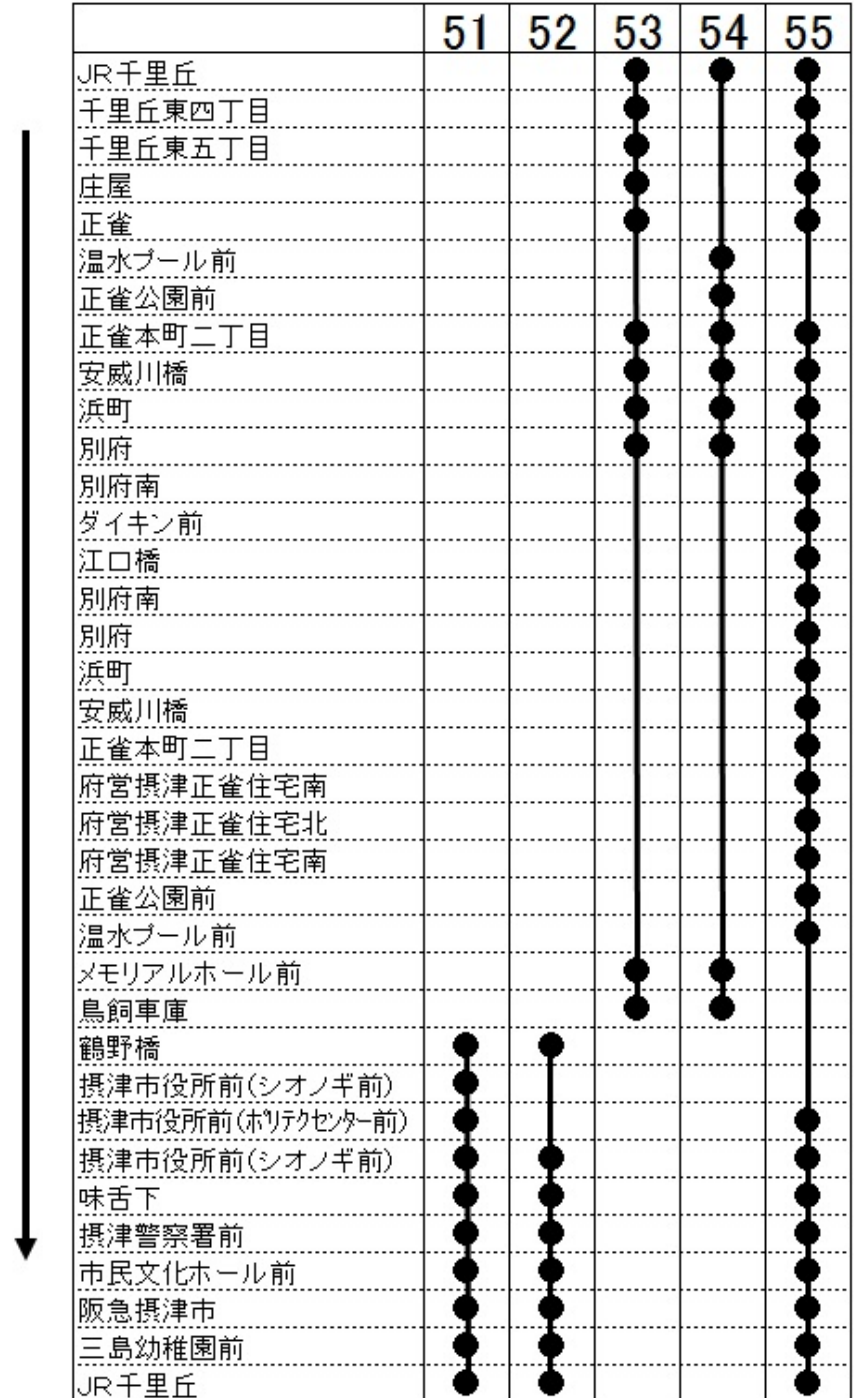 51 52 53 54 55
JR千里丘
千里丘東四丁目
千里丘東五丁目
庄屋
正雀
温水プール前
正雀公園前
正雀本町二丁目
安威川橋
浜町
別府
別府南
ダイキン前
江口橋
別府南
別府
浜町
安威川橋
正雀本町二丁目
府営摂津正雀住宅南
府営摂津正雀住宅北
府営摂津正雀住宅南
正雀公園前
温水プール前
メモリアルホール前
鳥飼車庫
鶴野橋
摂津市役所前(シオノギ前)
摂津市役所前(ポリテクセンター前)
摂津市役所前(シオノギ前)
味舌下
摂津警察署前
市民文化ホール前
阪急摂津市
三島幼稚園前
JR千里丘